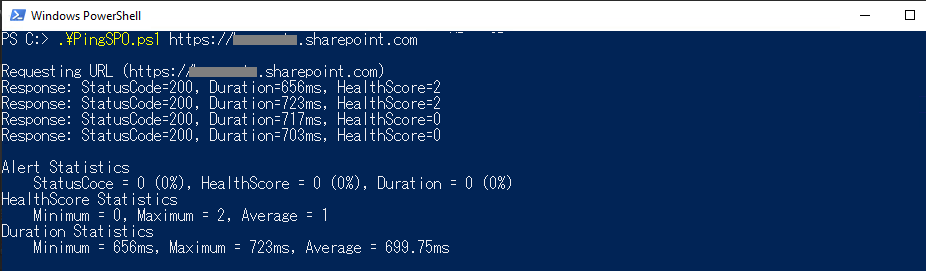 Windows PowerShell
PS C:> .¥PingSPO.ps1 https://.sharepoint.com
Requesting URL (https://.sharepoint.com)
Response: StatusCode=200, Duration=656ms, HealthScore=2
Response: StatusCode=200, Duration=723ms, HealthScore=2
Response: StatusCode=200, Duration=717ms, HealthScore=0
Response: StatusCode=200, Duration=703ms, HealthScore=0
Alert Statistics
StatusCoce = 0 (0%), HealthScore = 0 (0%), Duration = 0 (0%)
HealthScore Statistics
Minimum = 0, Maximum = 2, Average = 1
Duration Statistics
Minimum = 656ms, Maximum = 723ms, Average = 699.75ms